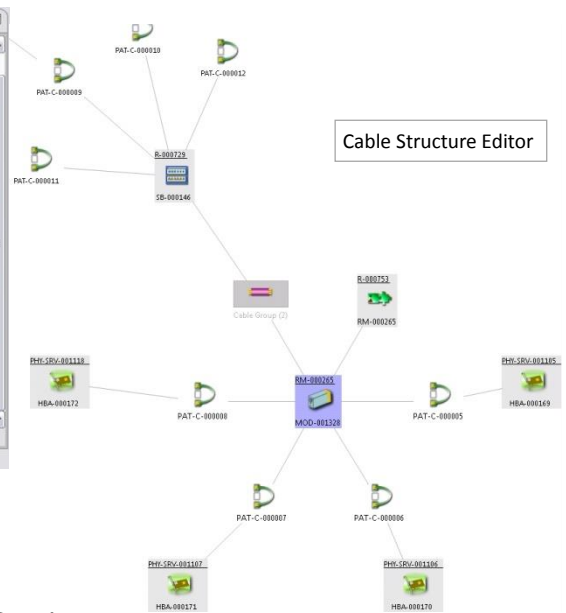 PAT-C-000010
PAT-C-000012
PAT-C-000009
Cable Structure Editor
R-000729
PAT-C-000011
SB-000146
R-000753
Cable Group (2)
RM-000265
PHY-SRV-001118
RM-000265
PHY-SRV-001105
HBA-000172
PAT-C-000008
MOD-001328
PAT-C-000005
HBA-000169
PAT-C-000007
PAT-C-000006
PHY-SRV-001107
PHY-SRV-001106
HBA-000171
HBA-000170